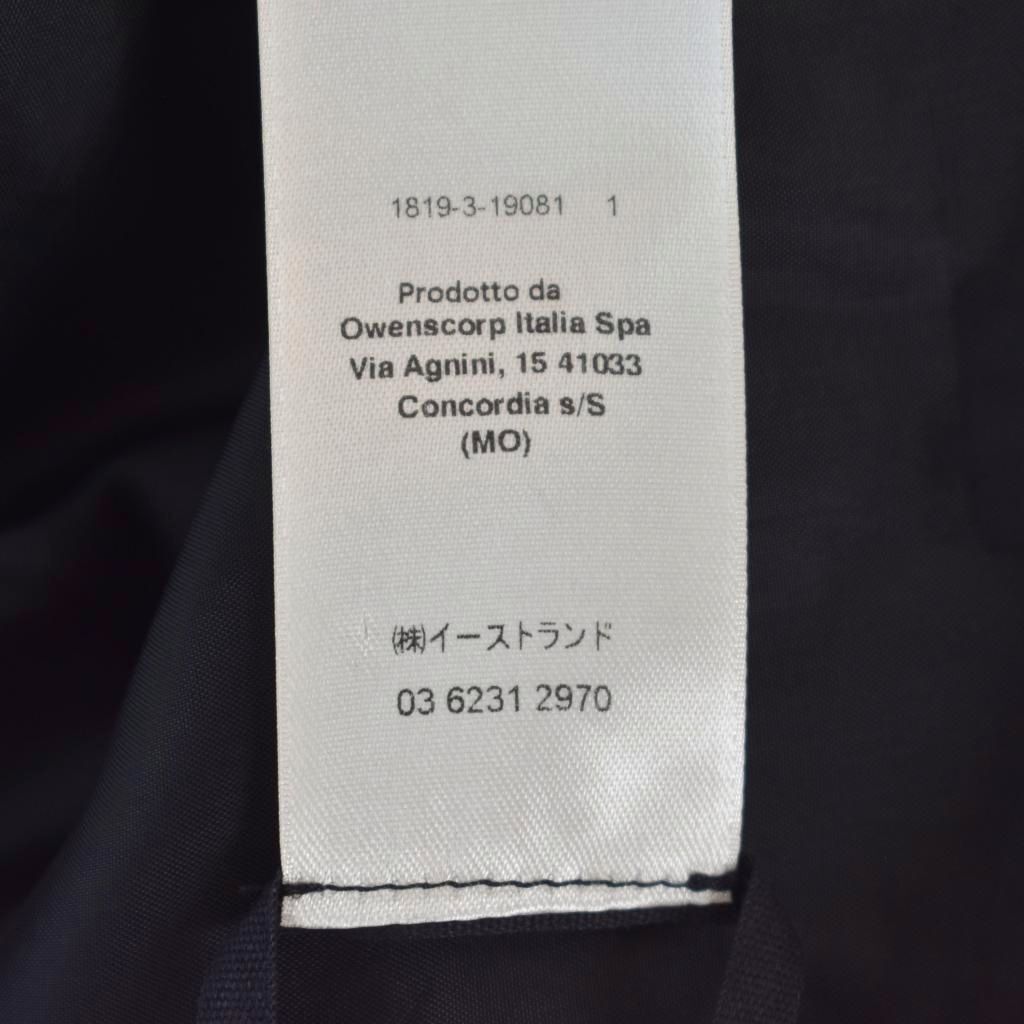 1819-3-19081 1
Prodotto da
Owenscorp Italia Spa
Via Agnini, 15 41033
Concordia s/S
(MO)
㈱イーストランド
03 6231 2970